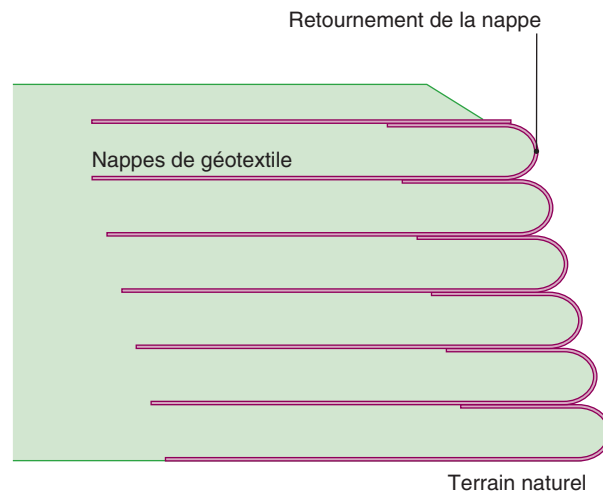 Retournement de la nappe
Nappes de géotextile
Terrain naturel